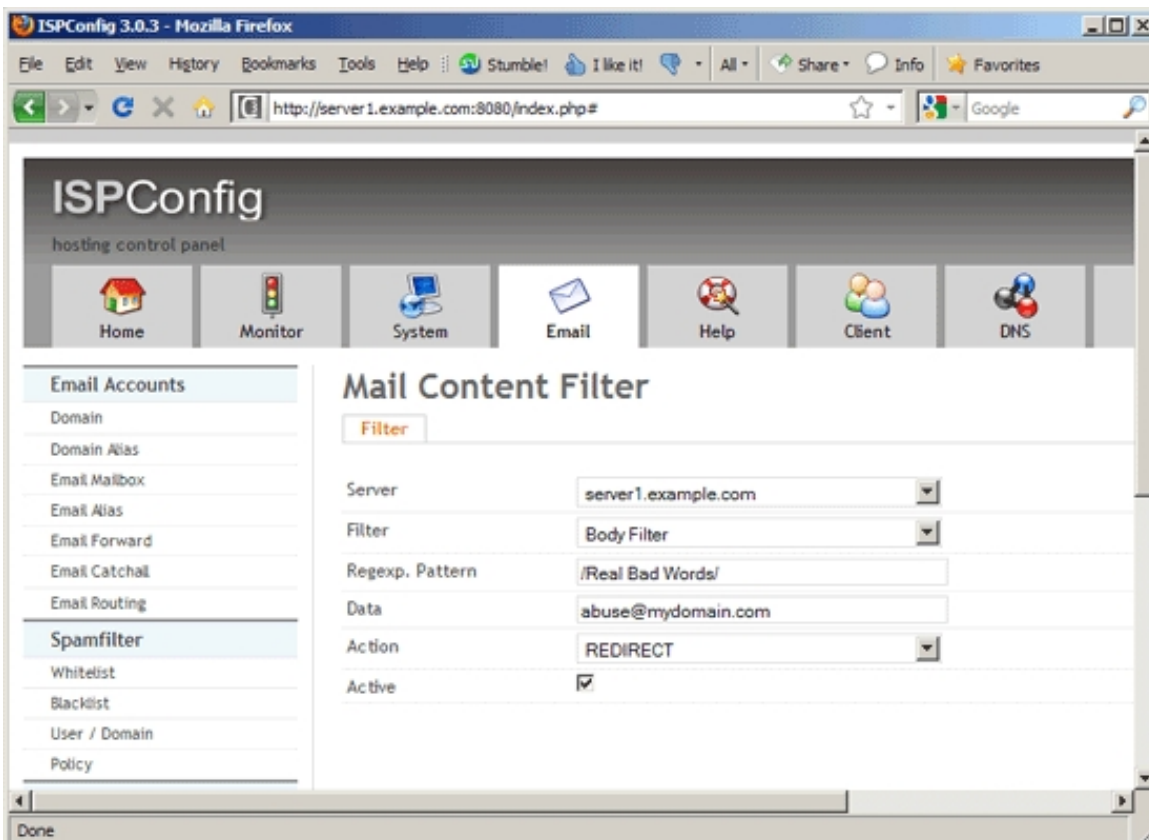 ISPConfig 3.0.3 - Mozilla Firefox
File Edit View History Bookmarks Tools Help Stumble! I like it! All Share Info Favorites
http://server1.example.com:8080/index.php# Google
ISPConfig
hosting control panel
Home Monitor System Email Help Client DNS
Email Accounts
Domain
Domain Alias
Email Mailbox
Email Alias
Email Forward
Email Catchall
Email Routing
Spamfilter
Whitelist
Blacklist
User / Domain
Policy
Mail Content Filter
Filter
Server server1.example.com
Filter Body Filter
Regexp. Pattern /Real Bad Words/
Data abuse@mydomain.com
Action REDIRECT
Active
Done